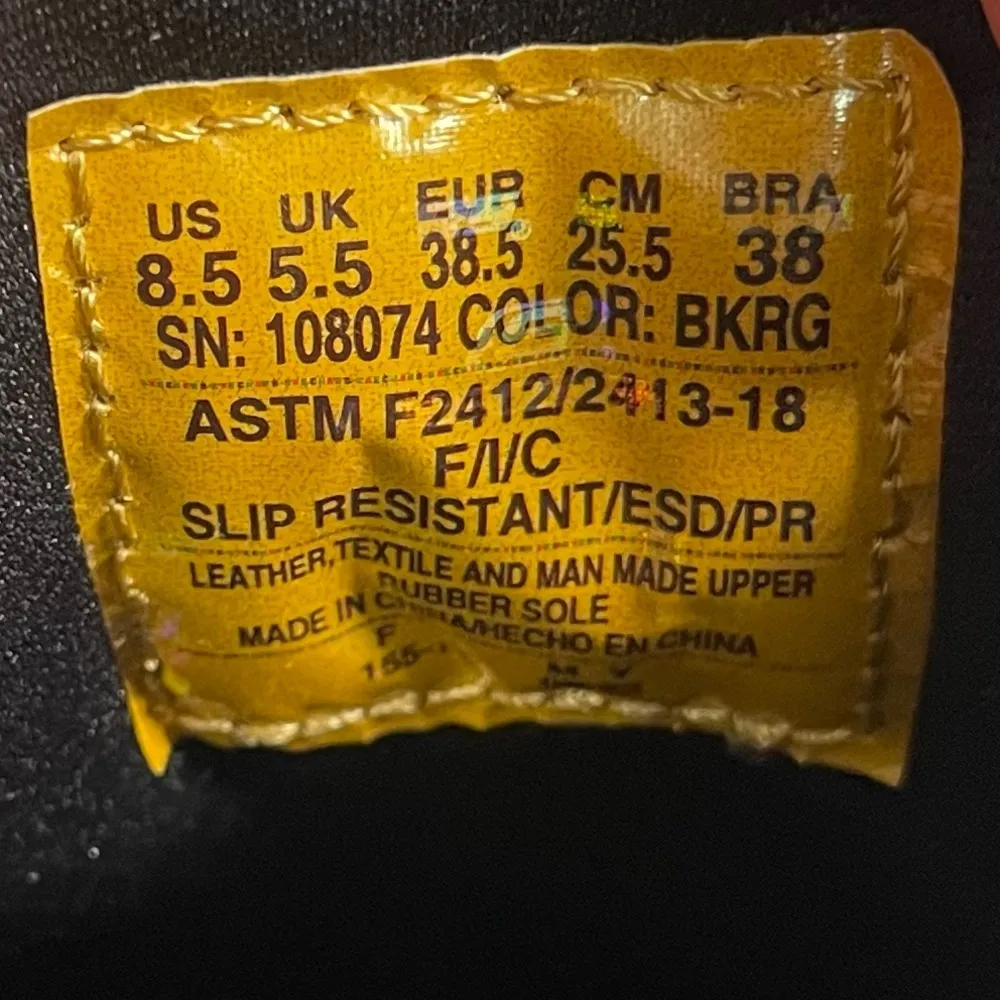 US UK EUR CM BRA
8.5 5.5 38.5 25.5 38
SN: 108074 COLOR: BKRG
ASTM F2412/2413-18
F/I/C
SLIP RESISTANT/ESD/PR
LEATHER, TEXTILE AND MAN MADE UPPER
RUBBER SOLE
MADE IN CHINA/HECHO EN CHINA
F